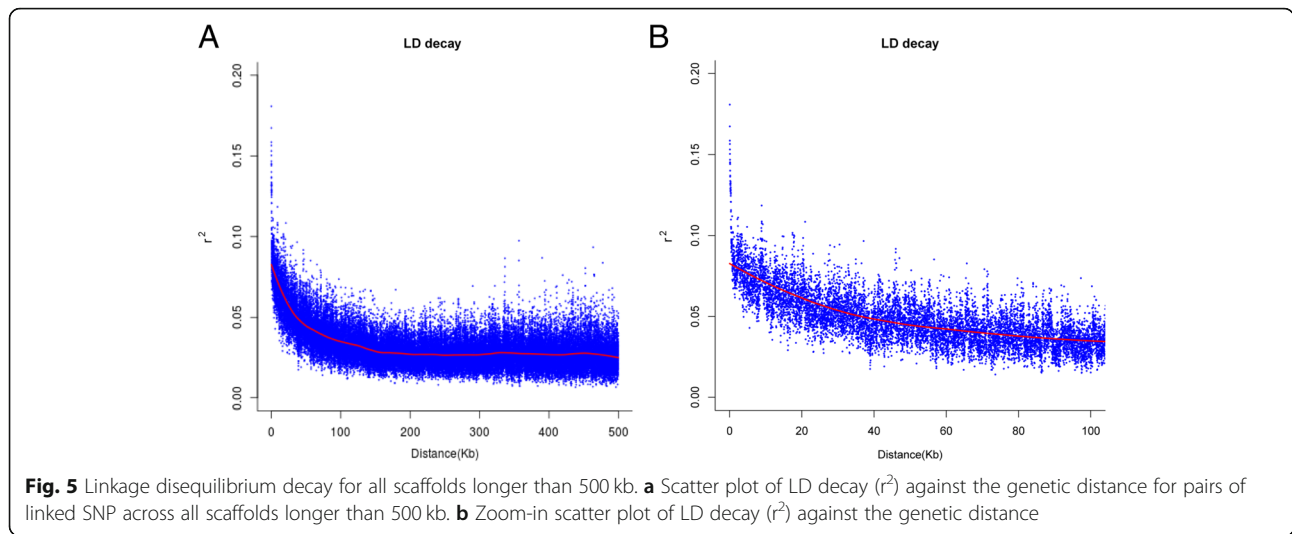 A
LD decay
0.20
0.15
0.10
0.05
0.00
r²
0 100 200 300 400 500
Distance(Kb)
B
LD decay
0.20
0.15
0.10
0.05
0.00
r²
0 20 40 60 80 100
Distance(Kb)
Fig. 5 Linkage disequilibrium decay for all scaffolds longer than 500 kb. a Scatter plot of LD decay (r²) against the genetic distance for pairs of
linked SNP across all scaffolds longer than 500 kb. b Zoom-in scatter plot of LD decay (r²) against the genetic distance